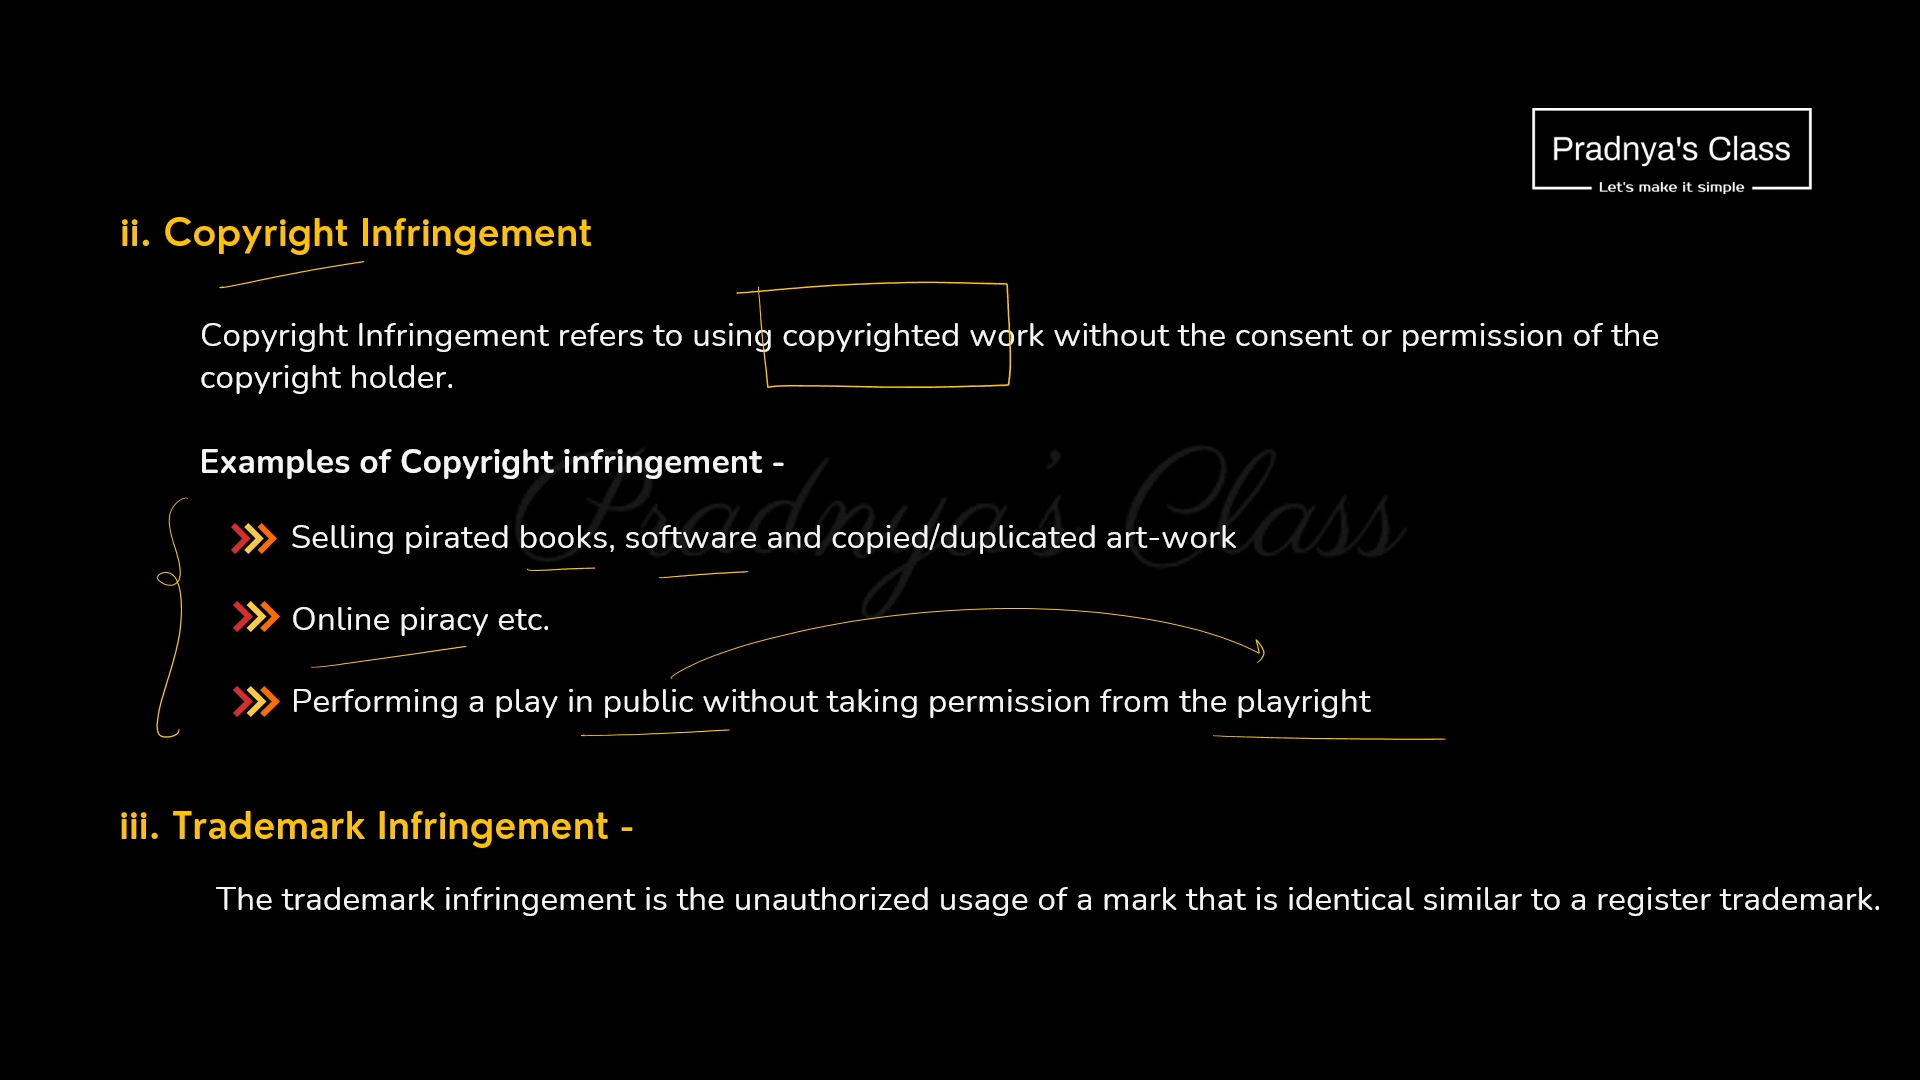 Pradnya's Class
Let's make it simple
ii. Copyright Infringement
Copyright Infringement refers to using copyrighted work without the consent or permission of the
copyright holder.
Examples of Copyright infringement -
Selling pirated books, software and copied/duplicated art-work
Online piracy etc.
Performing a play in public without taking permission from the playright
Pradnya's Class
iii. Trademark Infringement -
The trademark infringement is the unauthorized usage of a mark that is identical similar to a register trademark.